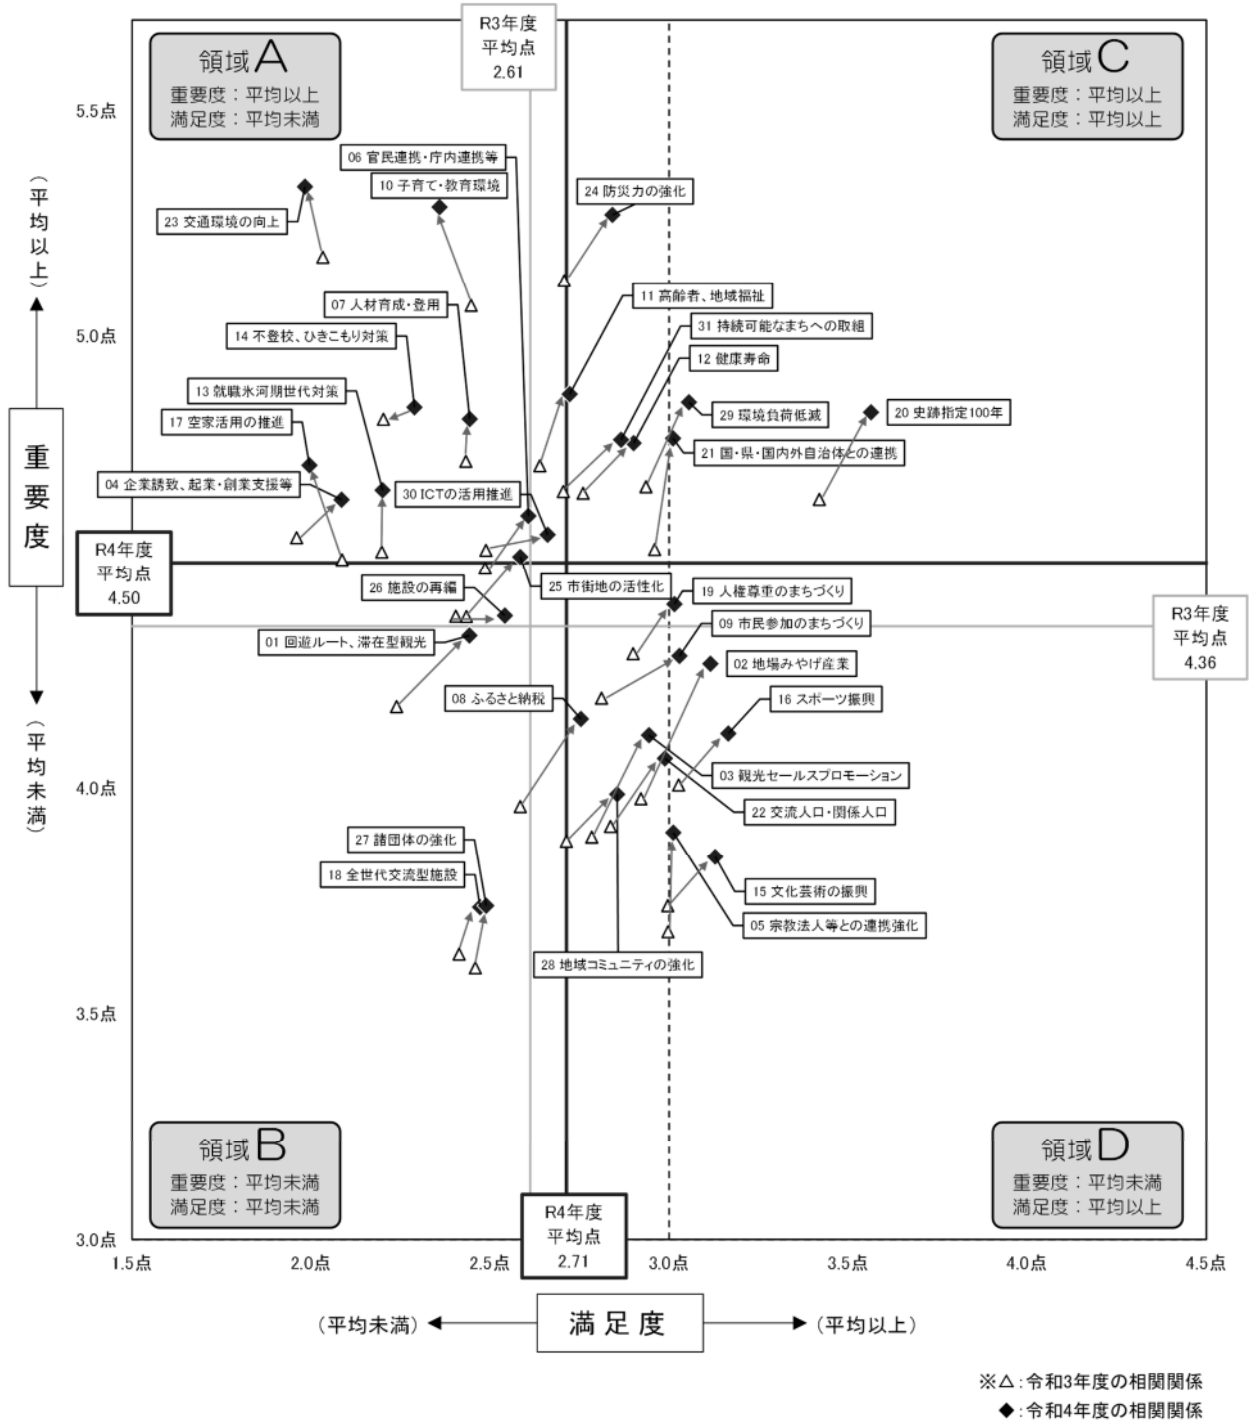 R3年度
平均点
2.61
領域A
重要度：平均以上
満足度：平均未満
領域C
重要度：平均以上
満足度：平均以上
5.5点
06 官民連携・庁内連携等
10 子育て・教育環境
24 防災力の強化
23 交通環境の向上
（平均以上）
11 高齢者、地域福祉
07 人材育成・登用
31 持続可能なまちへの取組
5.0点
14 不登校、ひきこもり対策
12 健康寿命
13 就職氷河期世代対策
29 環境負荷低減
20 史跡指定100年
17 空家活用の推進
21 国・県・国内外自治体との連携
重要度
04 企業誘致、起業・創業支援等
30 ICTの活用推進
R4年度
平均点
4.50
26 施設の再編
25 市街地の活性化
19 人権尊重のまちづくり
R3年度
平均点
4.36
09 市民参加のまちづくり
01 回遊ルート、滞在型観光
02 地場みやげ産業
08 ふるさと納税
16 スポーツ振興
（平均未満）
03 観光セールスプロモーション
4.0点
22 交流人口・関係人口
27 諸団体の強化
18 全世代交流型施設
15 文化芸術の振興
05 宗教法人等との連携強化
28 地域コミュニティの強化
3.5点
領域B
重要度：平均未満
満足度：平均未満
領域D
重要度：平均未満
満足度：平均以上
R4年度
平均点
2.71
3.0点
1.5点
2.0点
2.5点
3.0点
3.5点
4.0点
4.5点
（平均未満）
満足度
（平均以上）
※△：令和3年度の相関関係
◆：令和4年度の相関関係